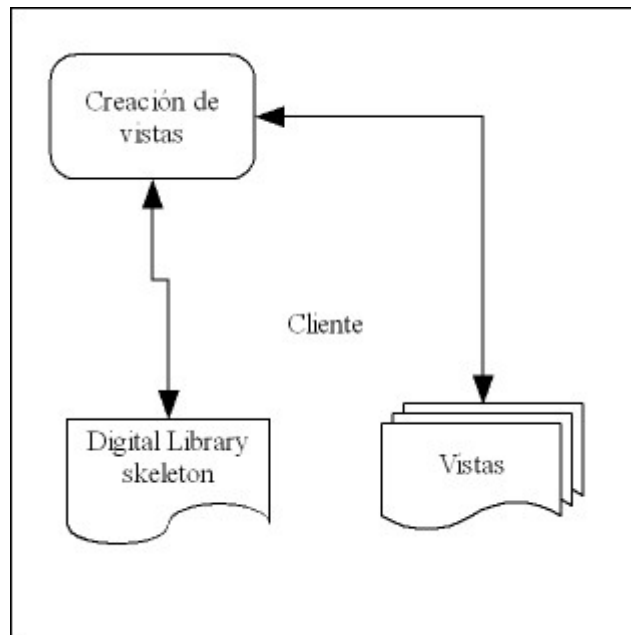 Creación de
vistas
Cliente
Digital Library
skeleton
Vistas